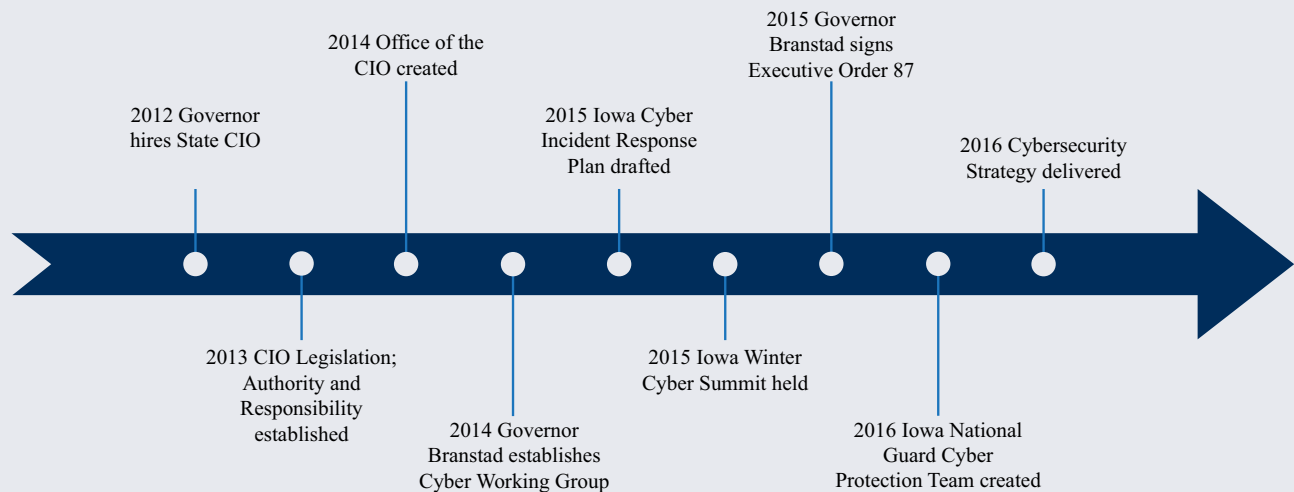 2012 Governor
hires State CIO
2013 CIO Legislation;
Authority and
Responsibility
established
2014 Office of the
CIO created
2014 Governor
Branstad establishes
Cyber Working Group
2015 Iowa Cyber
Incident Response
Plan drafted
2015 Iowa Winter
Cyber Summit held
2015 Governor
Branstad signs
Executive Order 87
2016 Iowa National
Guard Cyber
Protection Team created
2016 Cybersecurity
Strategy delivered